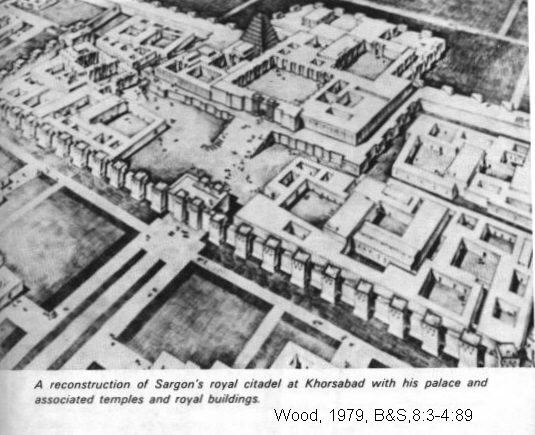 A reconstruction of Sargon's royal citadel at Khorsabad with his palace and
associated temples and royal buildings.
Wood, 1979, B&S,8:3-4:89